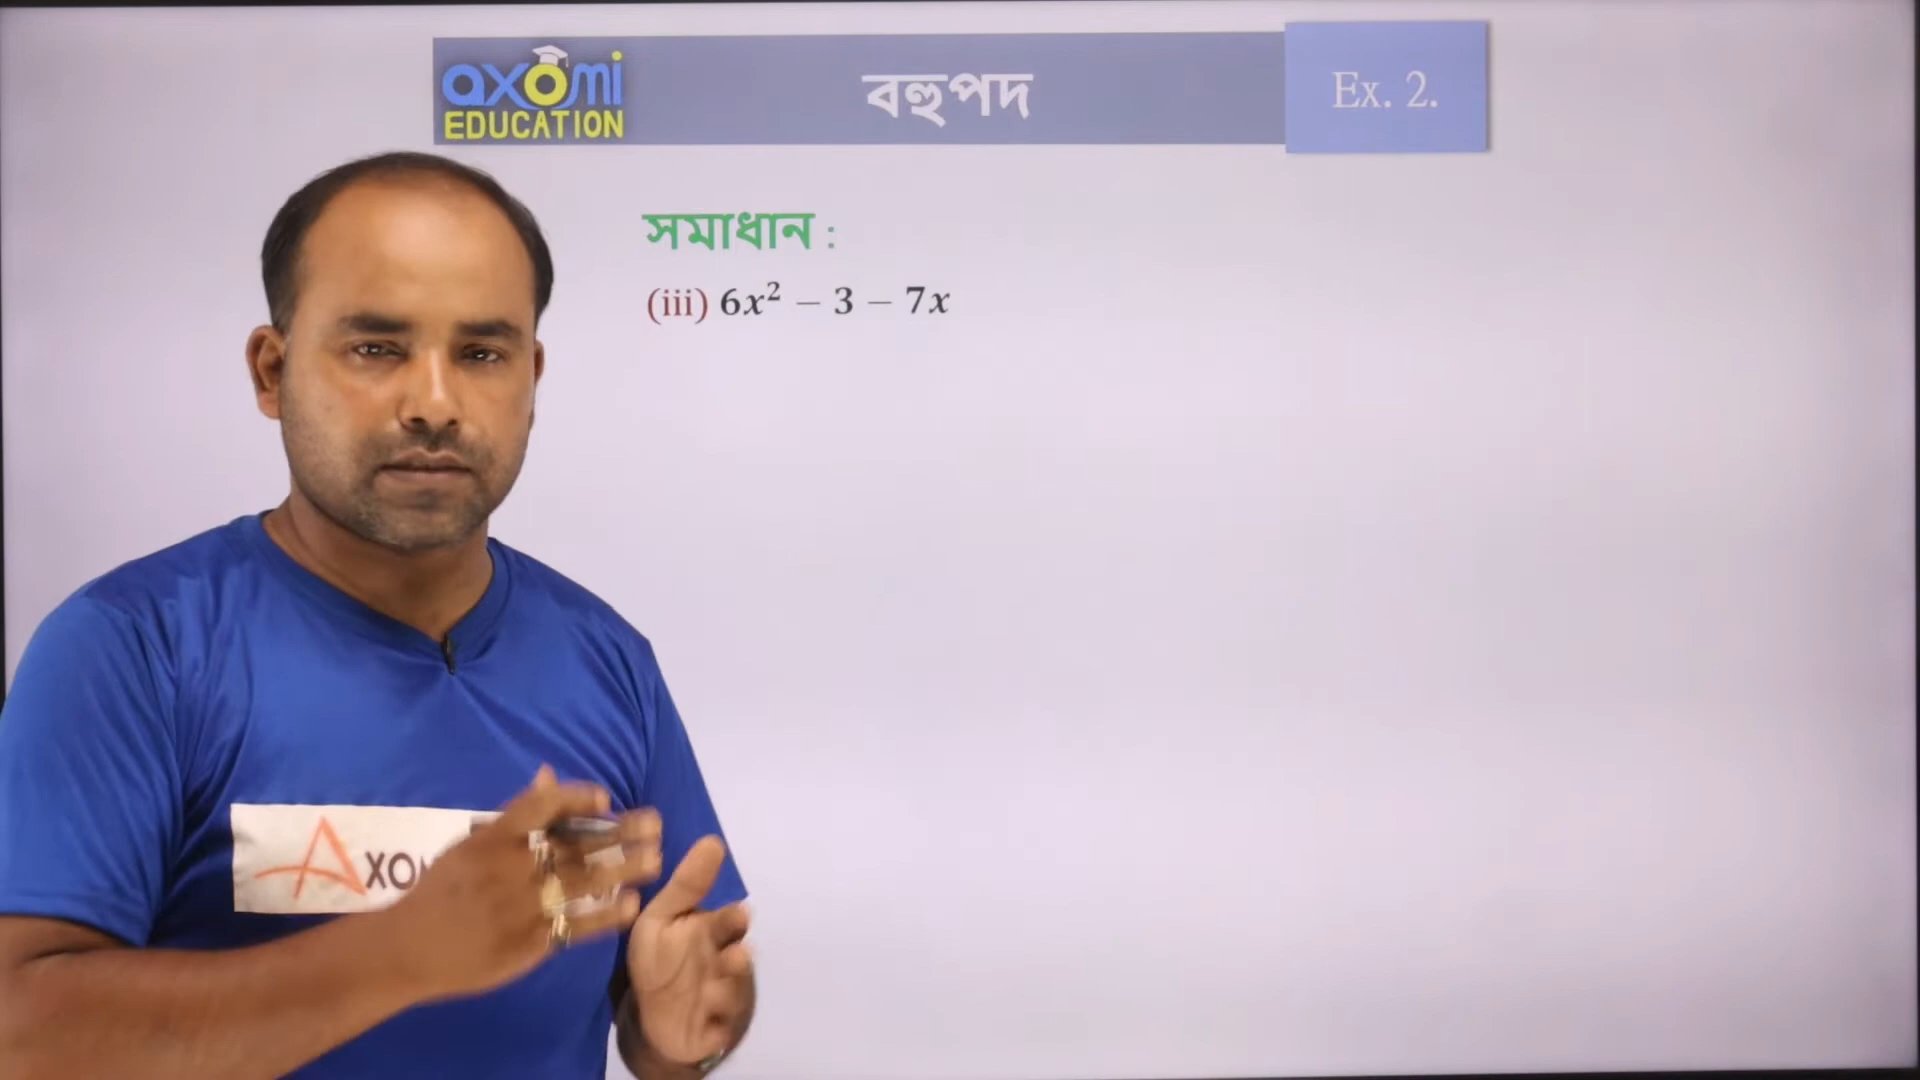 axomi
EDUCATION
বহুপদ
Ex. 2.
সমাধান :
(iii) 6x² − 3 − 7x